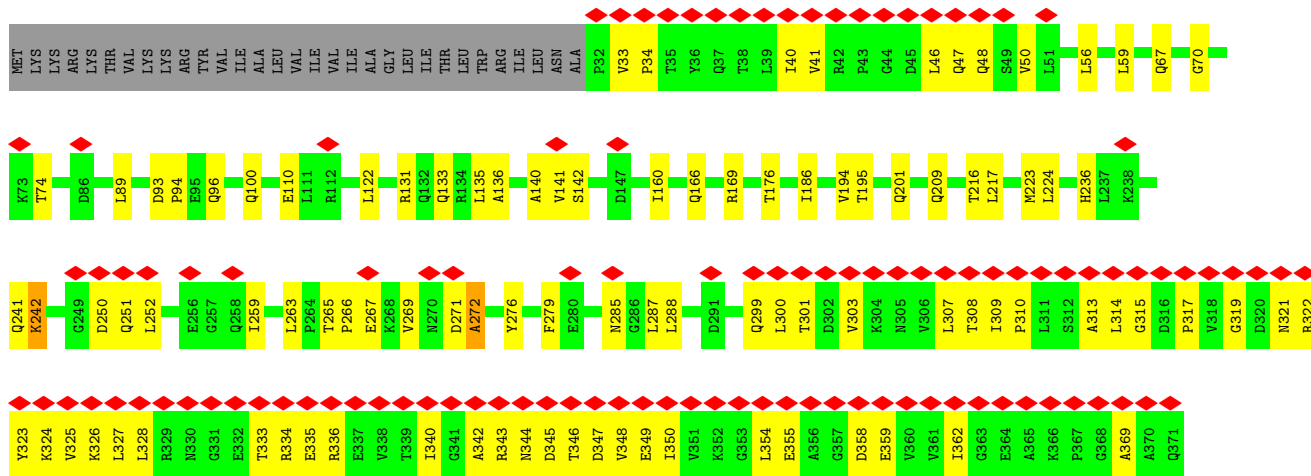 MET LYS LYS ARG LYS THR VAL LYS LYS ARG TYR VAL ILE ALA LEU VAL ILE VAL ILE ALA GLY LEU ILE ILE THR LEU TRP ARG ILE LEU ASN ALA P32 V33 P34 T35 Y36 Q37 T38 L39 I40 V41 R42 P43 G44 D45 L46 Q47 Q48 S49 V50 L51 L56 L59 Q67 G70
K73 T74 D86 L89 D93 P94 E95 Q96 Q100 E110 L111 R112 L122 R131 Q132 Q133 R134 L135 A136 A140 V141 S142 D147 I160 Q166 R169 T176 I186 V194 T195 Q201 Q209 T216 L217 M223 L224 H236 L237 K238
Q241 K242 G249 D250 Q251 L252 E256 G257 Q258 I259 L263 P264 T265 P266 E267 K268 V269 N270 D271 A272 Y276 F279 E280 N285 G286 L287 L288 D291 Q299 L300 T301 D302 V303 K304 N305 V306 L307 T308 I309 P310 L311 S312 A313 L314 G315 D316 P317 V318 G319 D320 N321 R322
Y323 K324 V325 K326 L327 L328 R329 N330 G331 E332 T333 R334 E335 R336 E337 V338 T339 I340 G341 A342 R343 N344 D345 T346 D347 V348 E349 I350 V351 K352 G353 L354 E355 A356 G357 D358 E359 V360 V361 I362 G363 E364 A365 K366 P367 G368 A369 A370 Q371